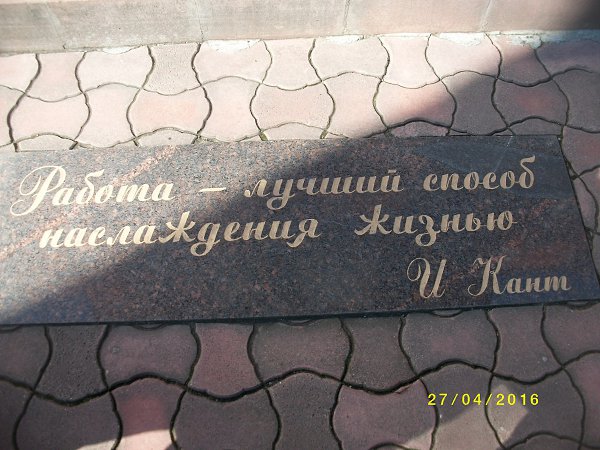 Работа – лучший способ
наслаждения жизнью
И Кант
27/04/2016